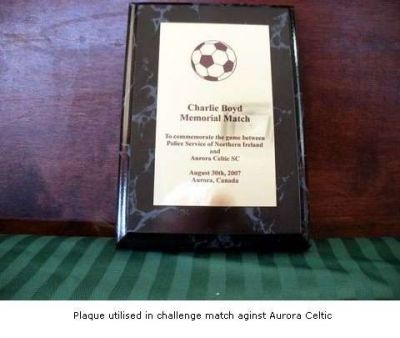 Charlie Boyd
Memorial Match
To commemorate the game between
Police Service of Northern Ireland
and
Aurora Celtic SC
August 30th, 2007
Aurora, Canada
Plaque utilised in challenge match aginst Aurora Celtic